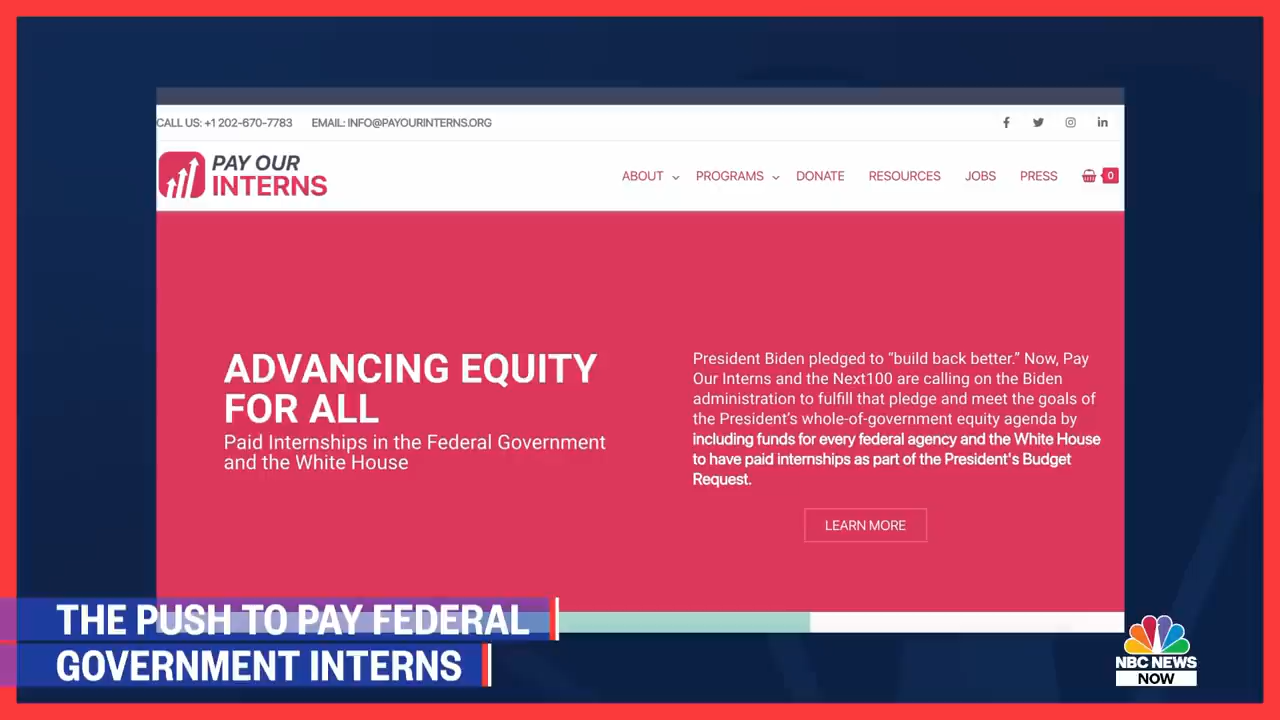 CALL US: +1 202-670-7783 EMAIL: INFO@PAYOURINTERNS.ORG
PAY OUR
INTERNS
ABOUT PROGRAMS DONATE RESOURCES JOBS PRESS 0
ADVANCING EQUITY
FOR ALL
Paid Internships in the Federal Government
and the White House
President Biden pledged to “build back better.” Now, Pay
Our Interns and the Next100 are calling on the Biden
administration to fulfill that pledge and meet the goals of
the President’s whole-of-government equity agenda by
including funds for every federal agency and the White House
to have paid internships as part of the President's Budget
Request.
LEARN MORE
THE PUSH TO PAY FEDERAL
GOVERNMENT INTERNS
NBC NEWS
NOW